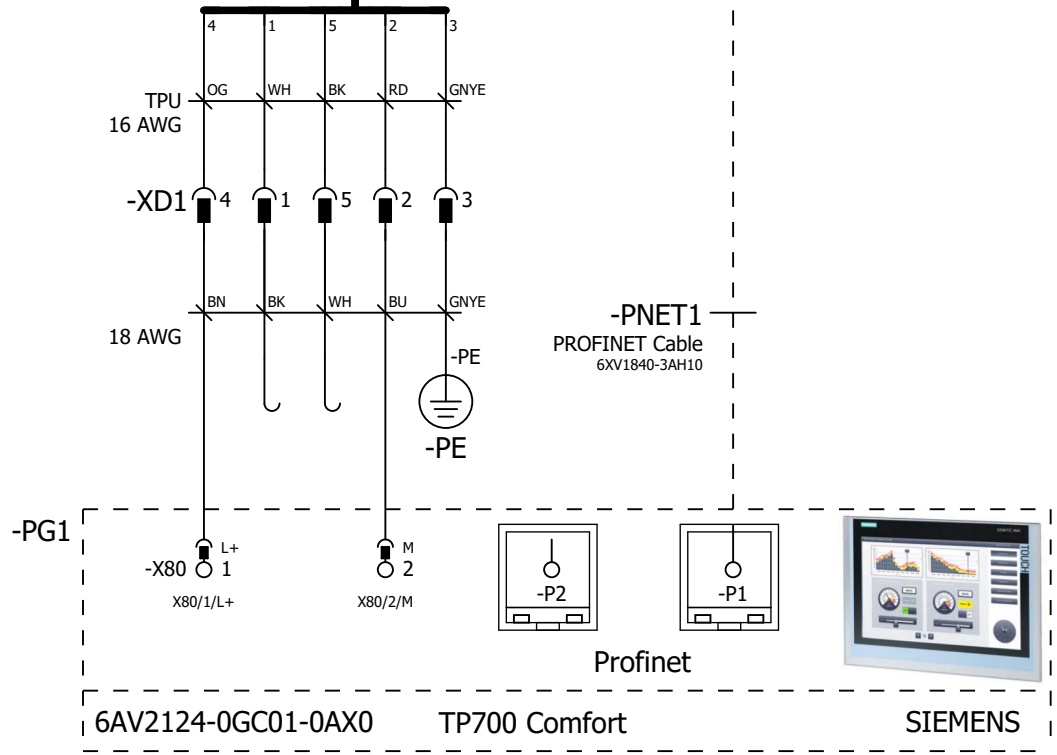 4 1 5 2 3
OG WH BK RD GNYE
TPU
16 AWG
-XD1 4 1 5 2 3
BN BK WH BU GNYE
18 AWG
-PNET1
PROFINET Cable
6XV1840-3AH10
-PE
-PE
-PG1
L+ M
-X80 1 2
X80/1/L+ X80/2/M
-P2 -P1
Profinet
TOUCH
6AV2124-0GC01-0AX0 TP700 Comfort SIEMENS